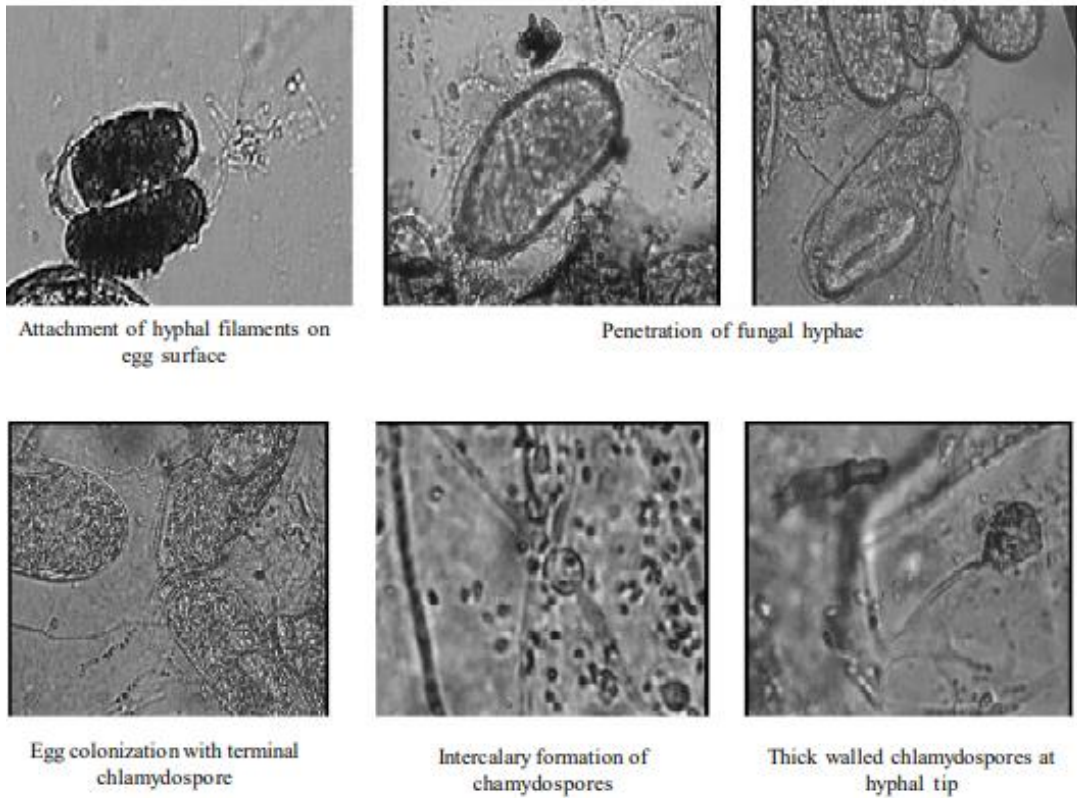 Attachment of hyphal filaments on
egg surface
Penetration of fungal hyphae
Egg colonization with terminal
chlamydospore
Intercalary formation of
chamydospores
Thick walled chlamydospores at
hyphal tip